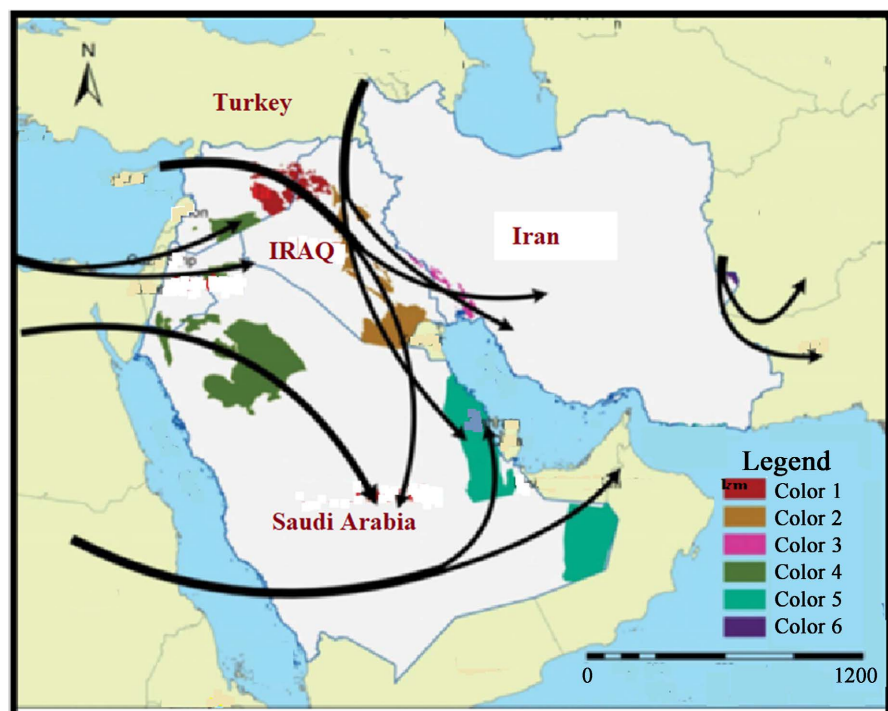 N
Turkey
IRAQ
Iran
Saudi Arabia
Legend
km
Color 1
Color 2
Color 3
Color 4
Color 5
Color 6
0 1200